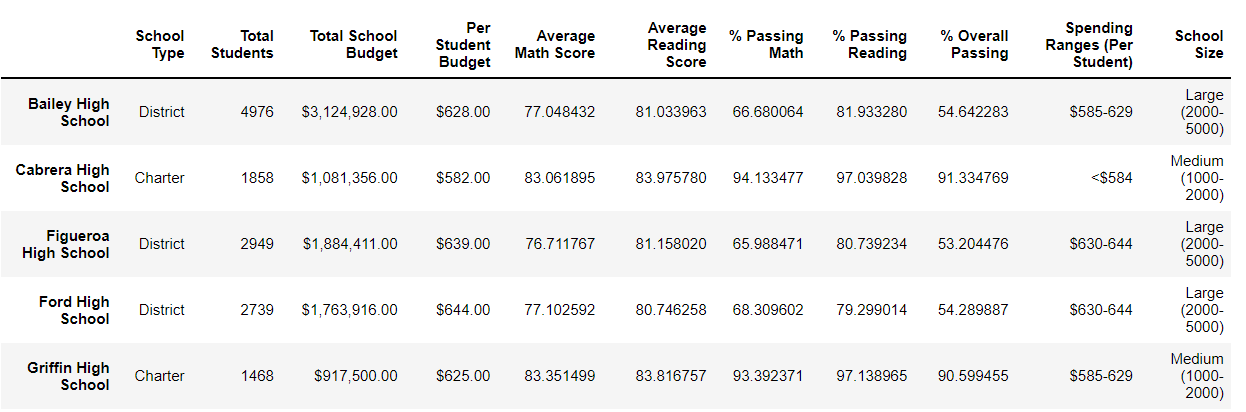 School Type Total Students Total School Budget Per Student Budget Average Math Score Average Reading Score % Passing Math % Passing Reading % Overall Passing Spending Ranges (Per Student) School Size
Bailey High School District 4976 $3,124,928.00 $628.00 77.048432 81.033963 66.680064 81.933280 54.642283 $585-629 Large (2000-5000)
Cabrera High School Charter 1858 $1,081,356.00 $582.00 83.061895 83.975780 94.133477 97.039828 91.334769 <$584 Medium (1000-2000)
Figueroa High School District 2949 $1,884,411.00 $639.00 76.711767 81.158020 65.988471 80.739234 53.204476 $630-644 Large (2000-5000)
Ford High School District 2739 $1,763,916.00 $644.00 77.102592 80.746258 68.309602 79.299014 54.289887 $630-644 Large (2000-5000)
Griffin High School Charter 1468 $917,500.00 $625.00 83.351499 83.816757 93.392371 97.138965 90.599455 $585-629 Medium (1000-2000)